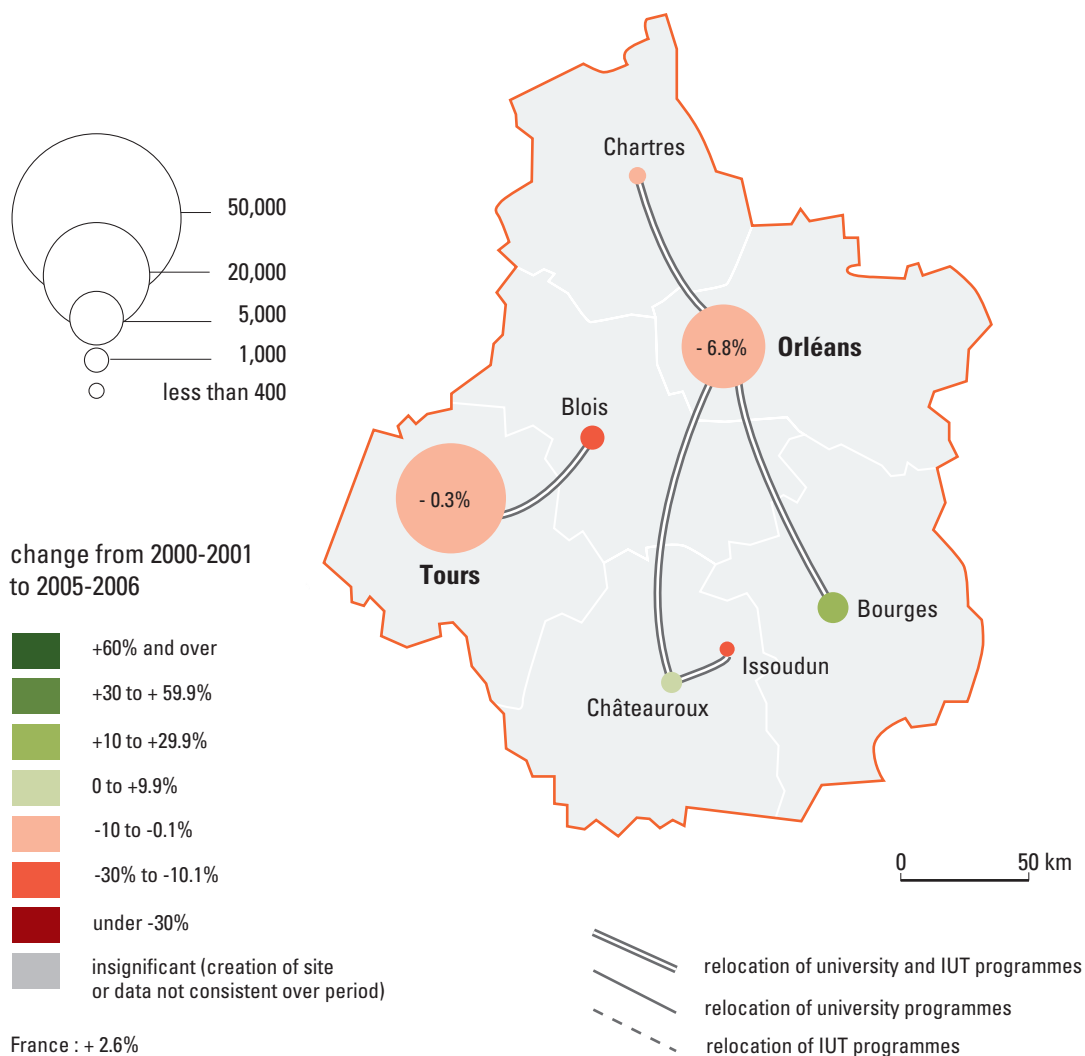 50,000
20,000
5,000
1,000
less than 400
Chartres
- 6.8%
Orléans
Blois
- 0.3%
Tours
Bourges
Issoudun
Châteauroux
change from 2000-2001
to 2005-2006
+60% and over
+30 to + 59.9%
+10 to +29.9%
0 to +9.9%
-10 to -0.1%
-30% to -10.1%
under -30%
insignificant (creation of site
or data not consistent over period)
France : + 2.6%
0 50 km
relocation of university and IUT programmes
relocation of university programmes
relocation of IUT programmes